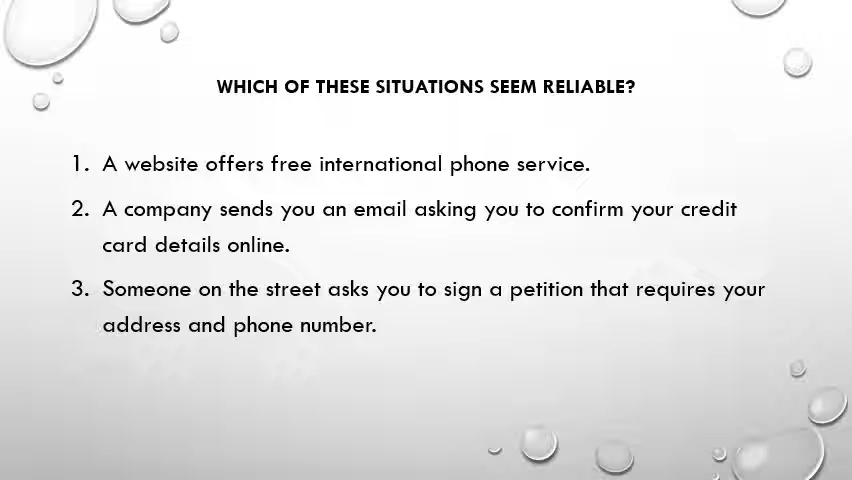 WHICH OF THESE SITUATIONS SEEM RELIABLE?
1. A website offers free international phone service.
2. A company sends you an email asking you to confirm your credit
card details online.
3. Someone on the street asks you to sign a petition that requires your
address and phone number.